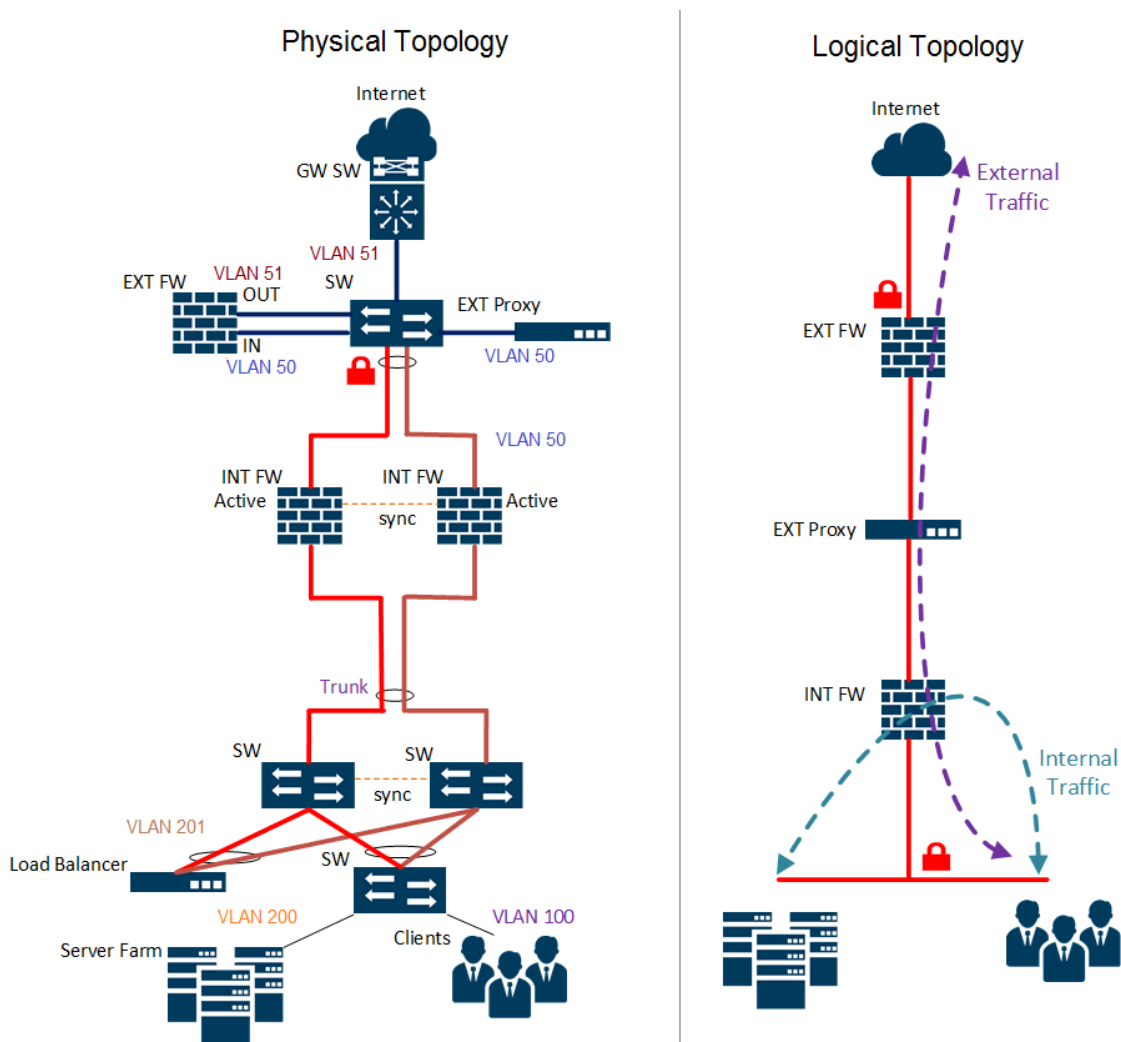 Physical Topology
Internet
GW SW
VLAN 51
VLAN 51
EXT FW
OUT
SW
EXT Proxy
IN
VLAN 50
VLAN 50
VLAN 50
INT FW
INT FW
Active
Active
sync
Trunk
SW
SW
sync
VLAN 201
SW
Load Balancer
VLAN 200
VLAN 100
Clients
Server Farm
Logical Topology
Internet
External
Traffic
EXT FW
EXT Proxy
INT FW
Internal
Traffic